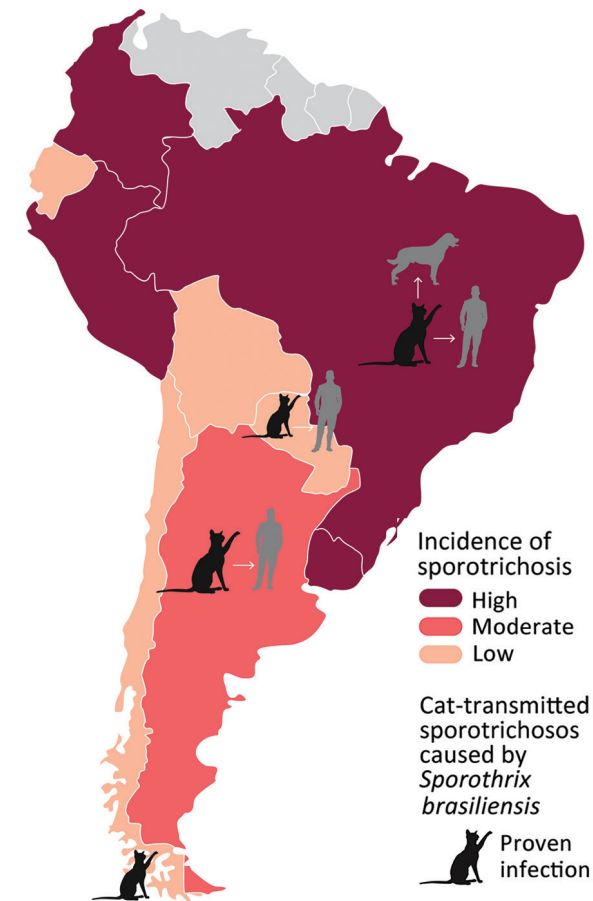 Incidence of
sporotrichosis
High
Moderate
Low
Cat-transmitted
sporotrichosos
caused by
Sporothrix
brasiliensis
Proven
infection